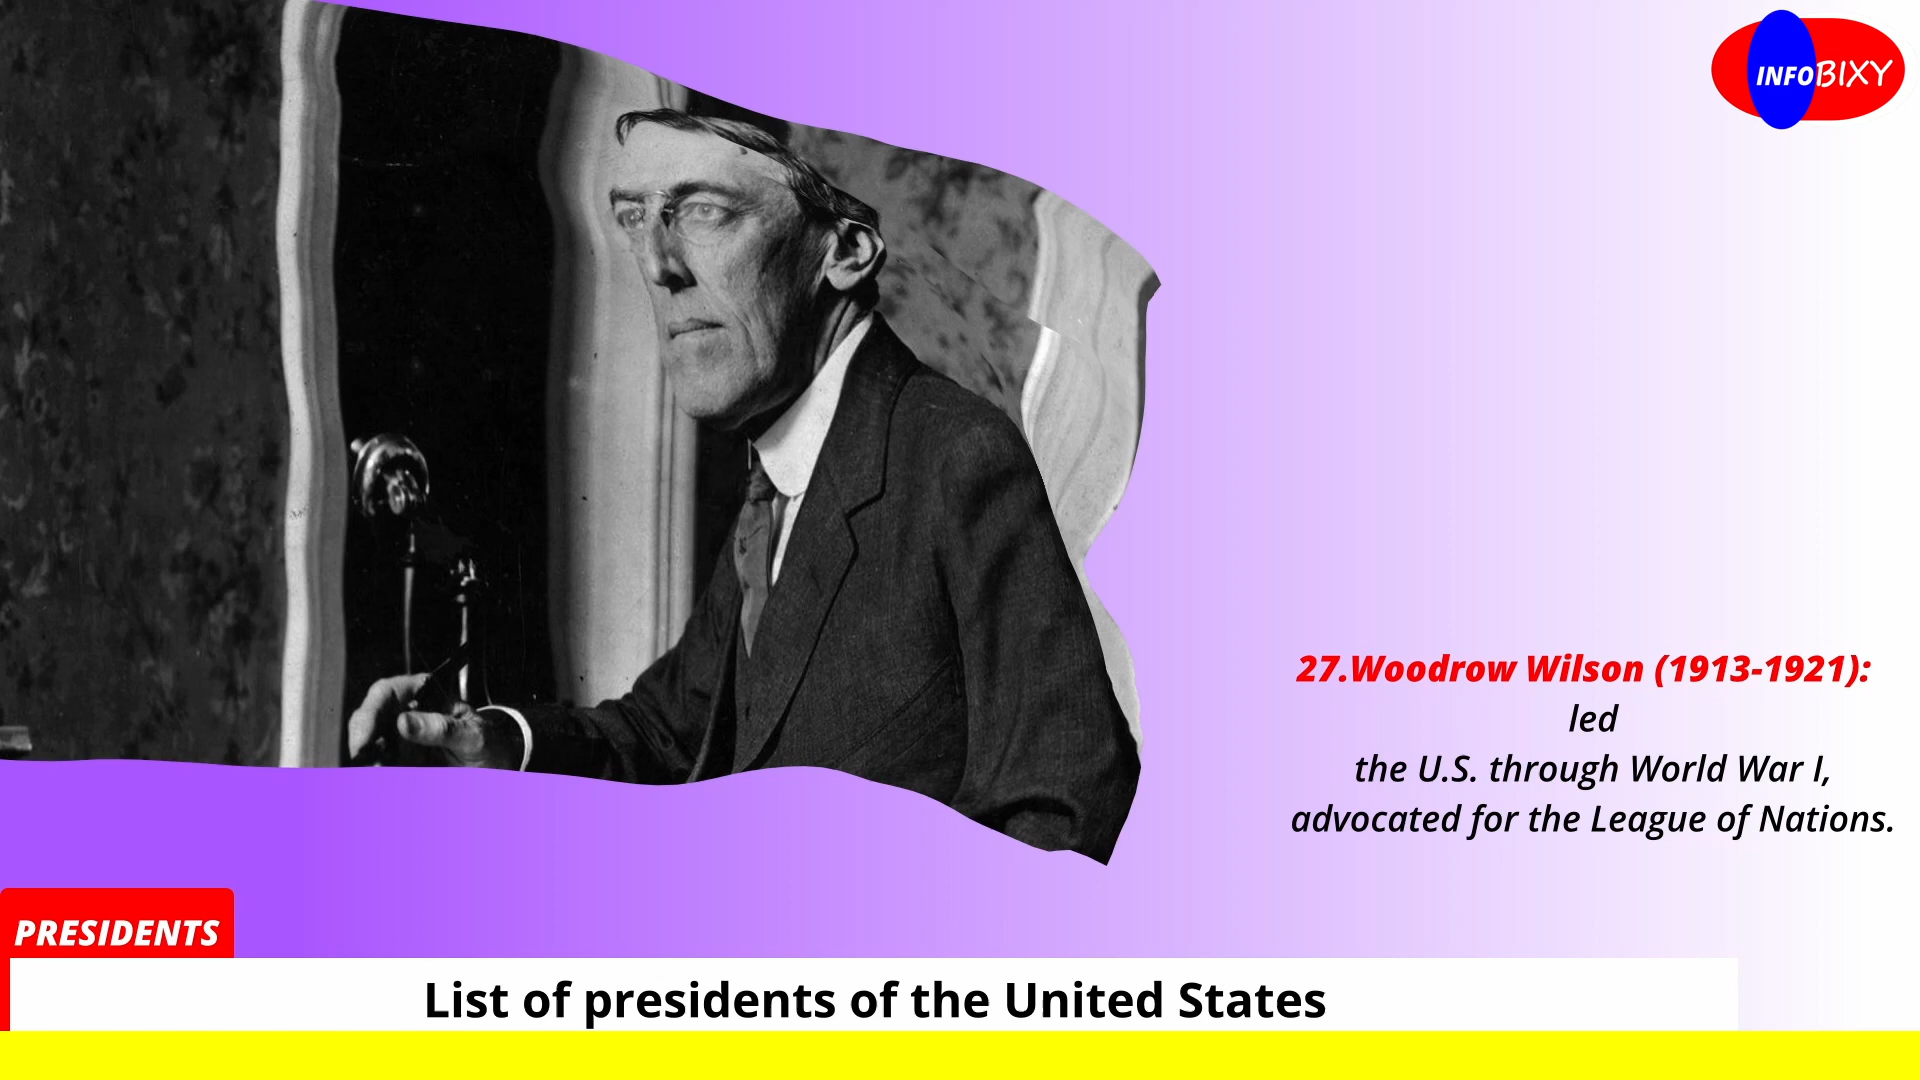 INFOBIXY
27.Woodrow Wilson (1913-1921):
led
the U.S. through World War I,
advocated for the League of Nations.
PRESIDENTS
List of presidents of the United States